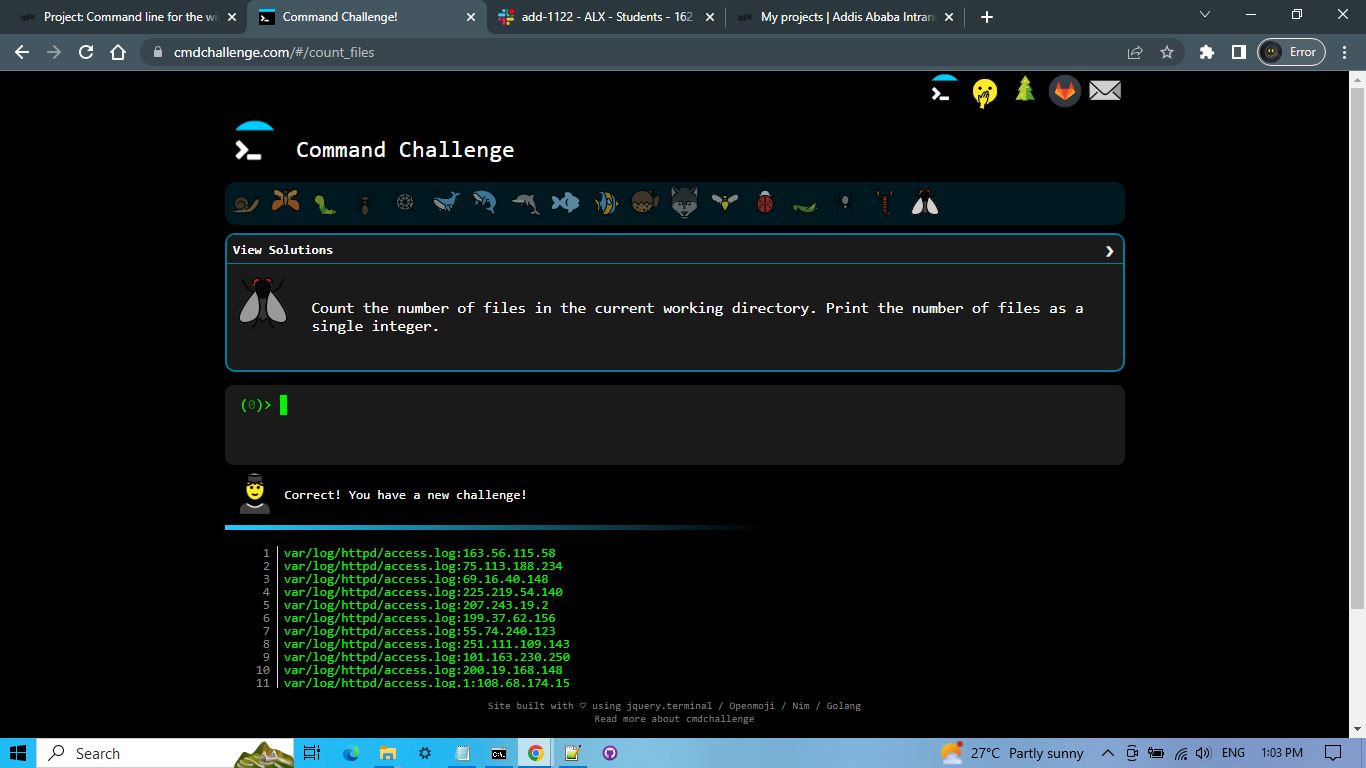 Project: Command line for the wi
Command Challenge!
add-1122 - ALX - Students - 162
My projects | Addis Ababa Intran
cmdchallenge.com/#/count_files
Error
Command Challenge
View Solutions
Count the number of files in the current working directory. Print the number of files as a
single integer.
(0)>
Correct! You have a new challenge!
1 var/log/httpd/access.log:163.56.115.58
2 var/log/httpd/access.log:75.113.188.234
3 var/log/httpd/access.log:69.16.40.148
4 var/log/httpd/access.log:225.219.54.140
5 var/log/httpd/access.log:207.243.19.2
6 var/log/httpd/access.log:199.37.62.156
7 var/log/httpd/access.log:55.74.240.123
8 var/log/httpd/access.log:251.111.109.143
9 var/log/httpd/access.log:101.163.230.250
10 var/log/httpd/access.log:200.19.168.148
11 var/log/httpd/access.log.1:108.68.174.15
Site built with ♡ using jquery.terminal / Openmoji / Nim / Golang
Read more about cmdchallenge
Search
27°C Partly sunny
ENG
1:03 PM